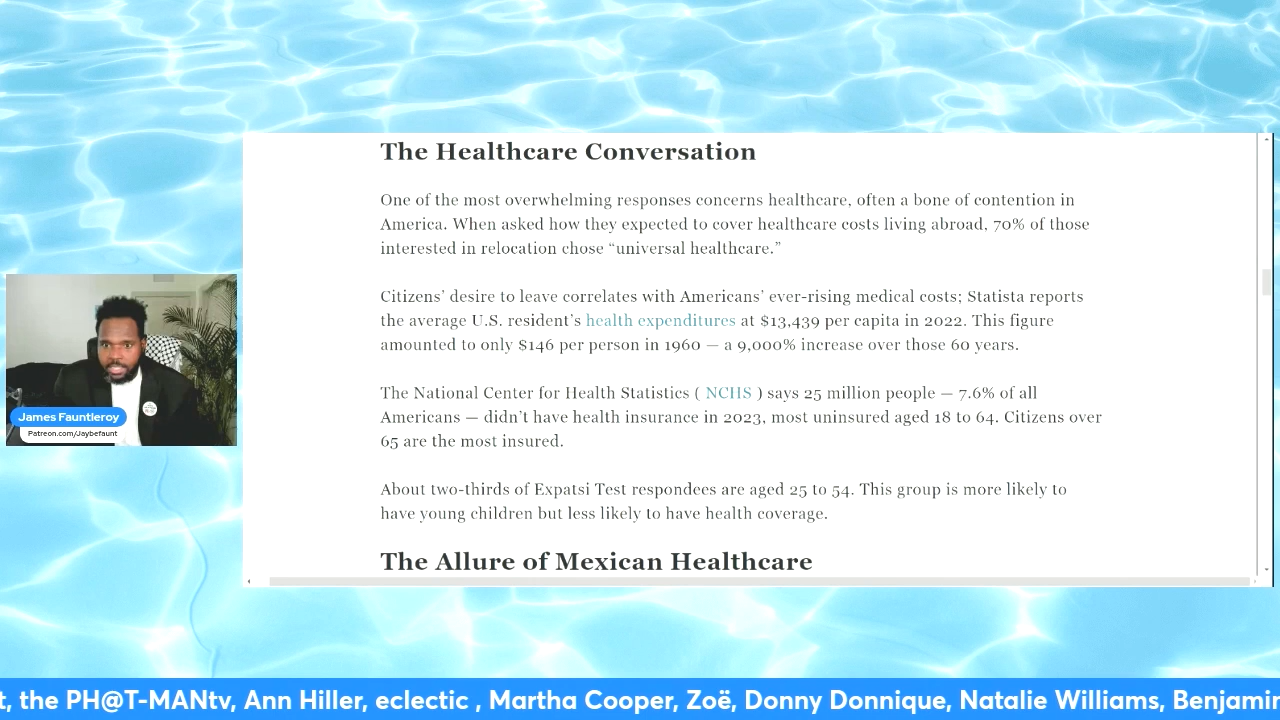 The Healthcare Conversation
One of the most overwhelming responses concerns healthcare, often a bone of contention in
America. When asked how they expected to cover healthcare costs living abroad, 70% of those
interested in relocation chose “universal healthcare.”
Citizens’ desire to leave correlates with Americans’ ever-rising medical costs; Statista reports
the average U.S. resident’s health expenditures at $13,439 per capita in 2022. This figure
amounted to only $146 per person in 1960 — a 9,000% increase over those 60 years.
The National Center for Health Statistics ( NCHS ) says 25 million people — 7.6% of all
Americans — didn’t have health insurance in 2023, most uninsured aged 18 to 64. Citizens over
65 are the most insured.
About two-thirds of Expatsi Test respondees are aged 25 to 54. This group is more likely to
have young children but less likely to have health coverage.
The Allure of Mexican Healthcare
James Fauntleroy
Patreon.com/Jaybefaunt
t, the PH@T-MANtv, Ann Hiller, eclectic , Martha Cooper, Zoë, Donny Donnique, Natalie Williams, Benjamin